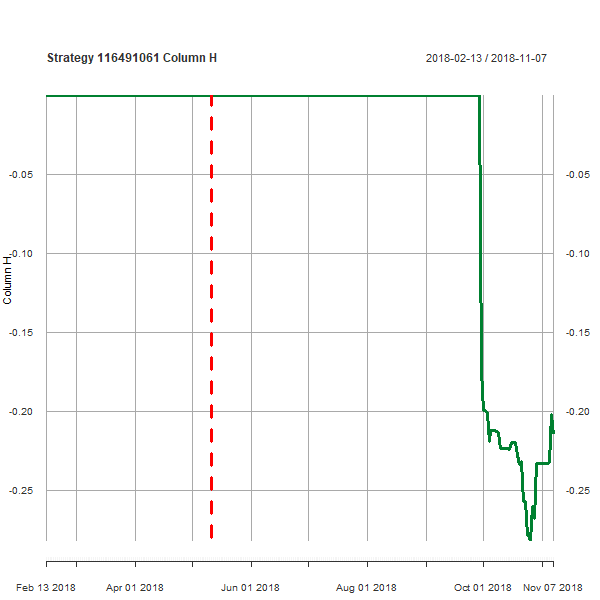 Strategy 116491061 Column H
2018-02-13 / 2018-11-07
-0.05 -0.05
-0.10 -0.10
Column H
-0.15 -0.15
-0.20 -0.20
-0.25 -0.25
Feb 13 2018 Apr 01 2018 Jun 01 2018 Aug 01 2018 Oct 01 2018 Nov 07 2018